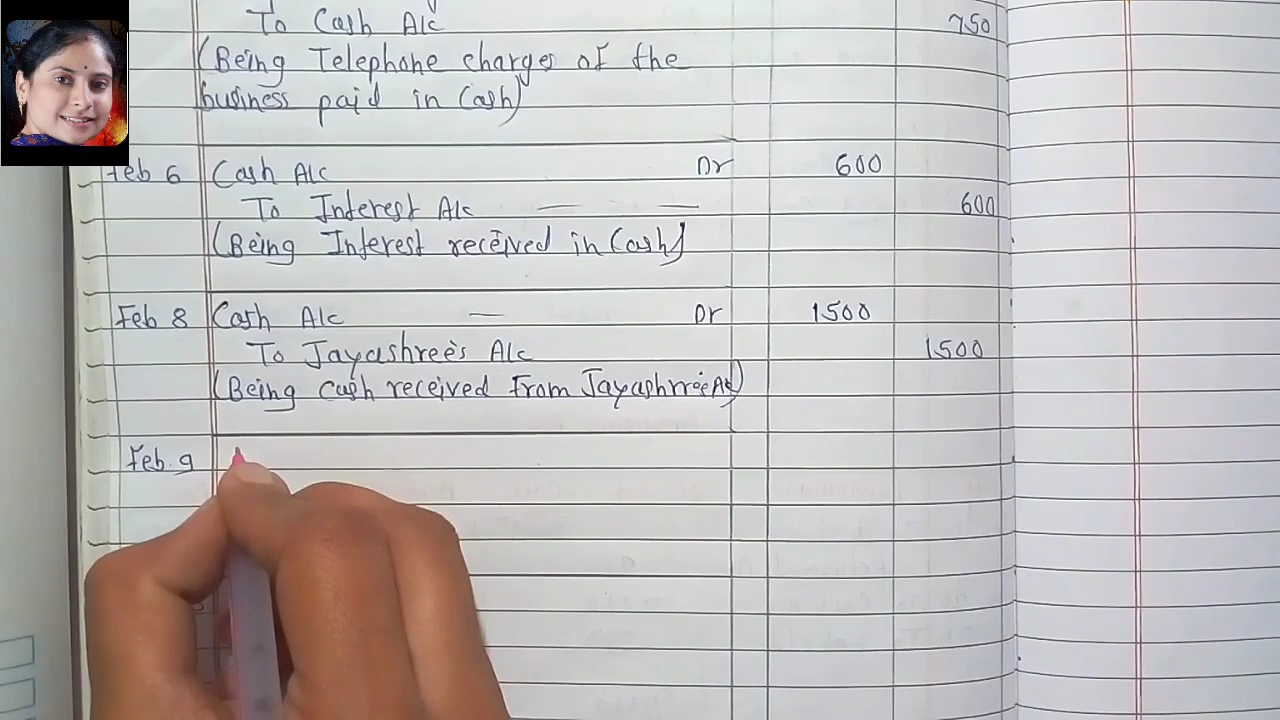 To Cash A/c 750
(Being Telephone charges of the
business paid in Cash)
Feb 6 Cash A/c Dr 600
To Interest A/c 600
(Being Interest received in Cash)
Feb 8 Cash A/c Dr 1500
To Jayashree's A/c 1500
(Being Cash received From Jayashrree A/c)
Feb. 9